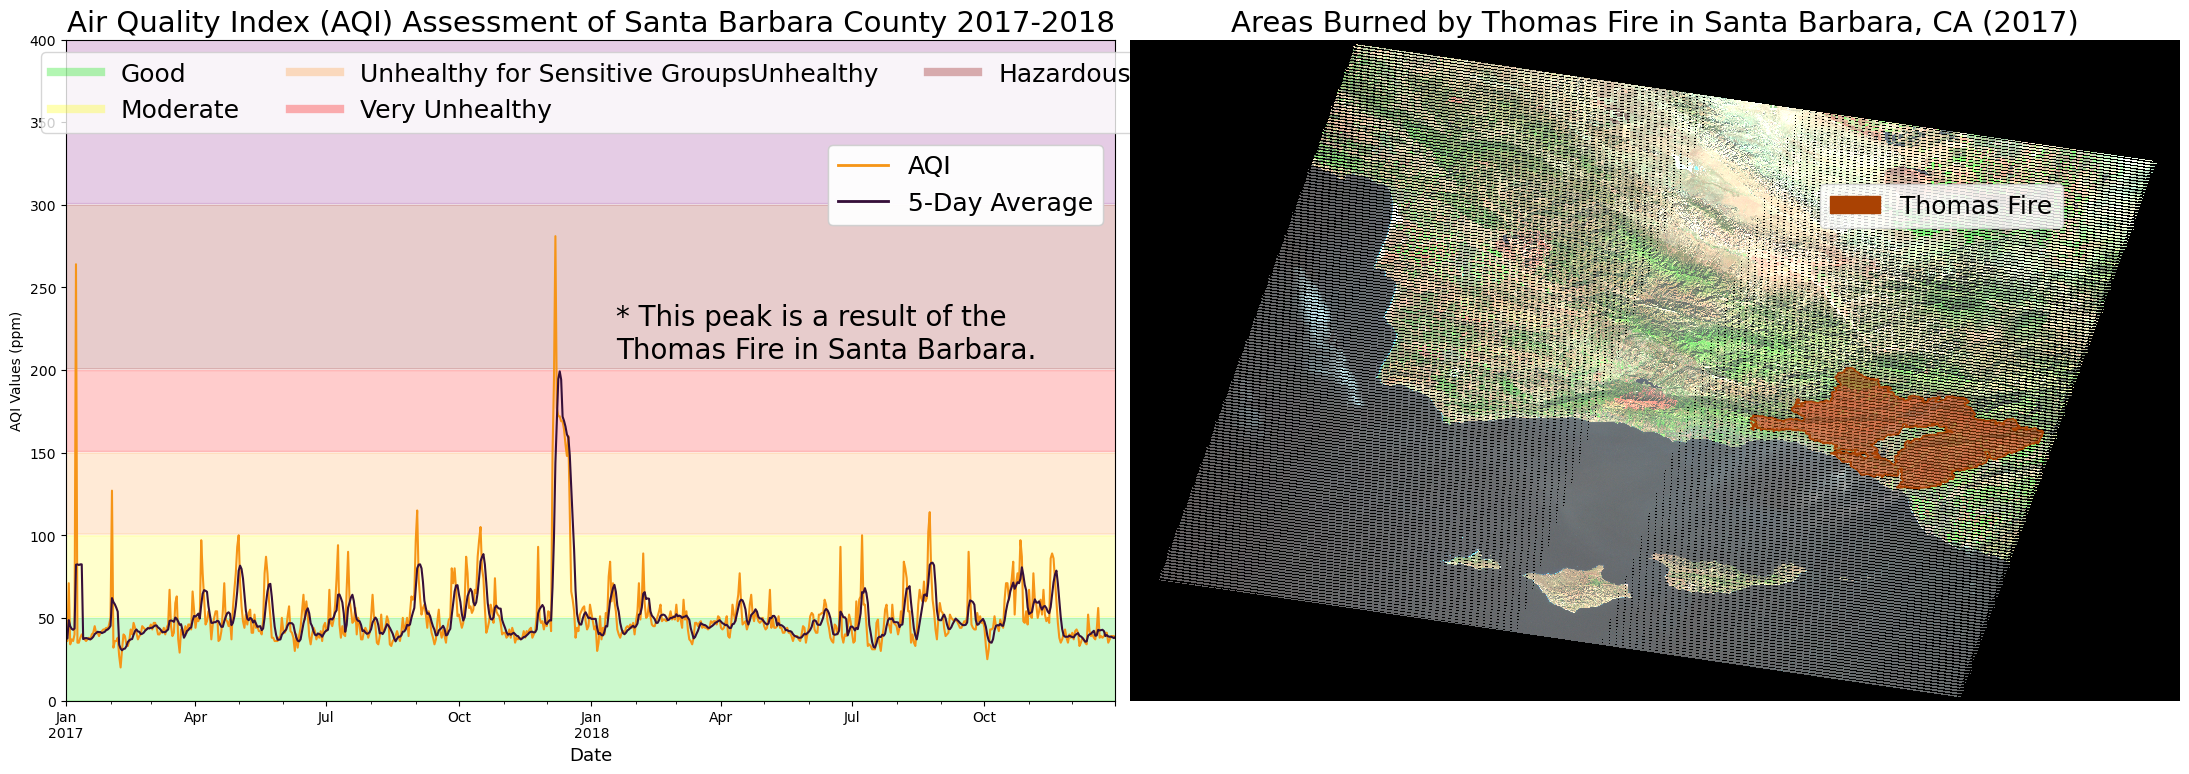 Air Quality Index (AQI) Assessment of Santa Barbara County 2017-2018
Good
Moderate
Unhealthy for Sensitive GroupsUnhealthy
Very Unhealthy
Hazardous
AQI
5-Day Average
* This peak is a result of the
Thomas Fire in Santa Barbara.
400
350
300
250
200
150
100
50
0
AQI Values (ppm)
Jan
2017
Apr
Jul
Oct
Jan
2018
Apr
Jul
Oct
Date
Areas Burned by Thomas Fire in Santa Barbara, CA (2017)
Thomas Fire